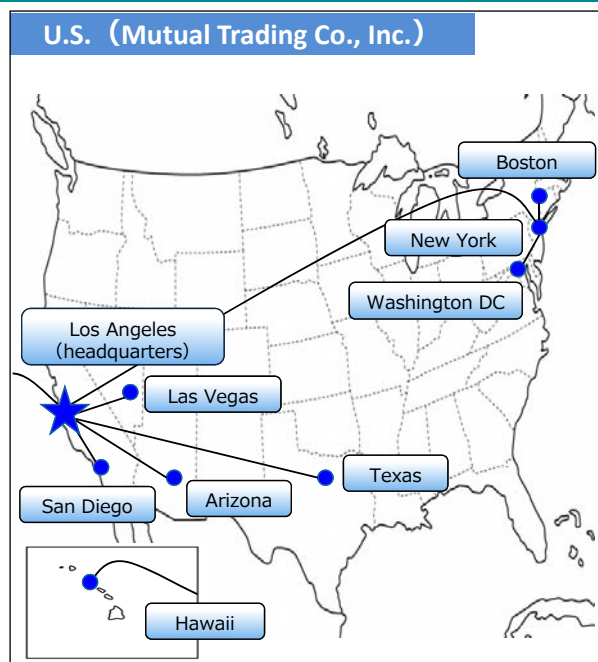 U.S.（Mutual Trading Co., Inc.）
Boston
New York
Washington DC
Los Angeles
(headquarters)
Las Vegas
Texas
Arizona
San Diego
Hawaii